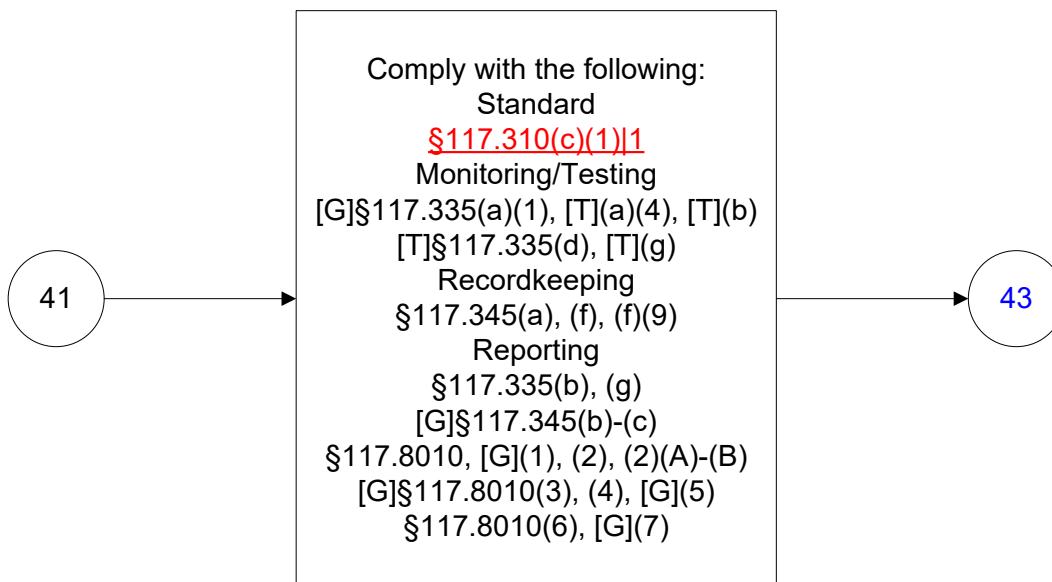 Comply with the following:
Standard
§117.310(c)(1)|1
Monitoring/Testing
[G]§117.335(a)(1), [T](a)(4), [T](b)
[T]§117.335(d), [T](g)
Recordkeeping
§117.345(a), (f), (f)(9)
Reporting
§117.335(b), (g)
[G]§117.345(b)-(c)
§117.8010, [G](1), (2), (2)(A)-(B)
[G]§117.8010(3), (4), [G](5)
§117.8010(6), [G](7)
41
43